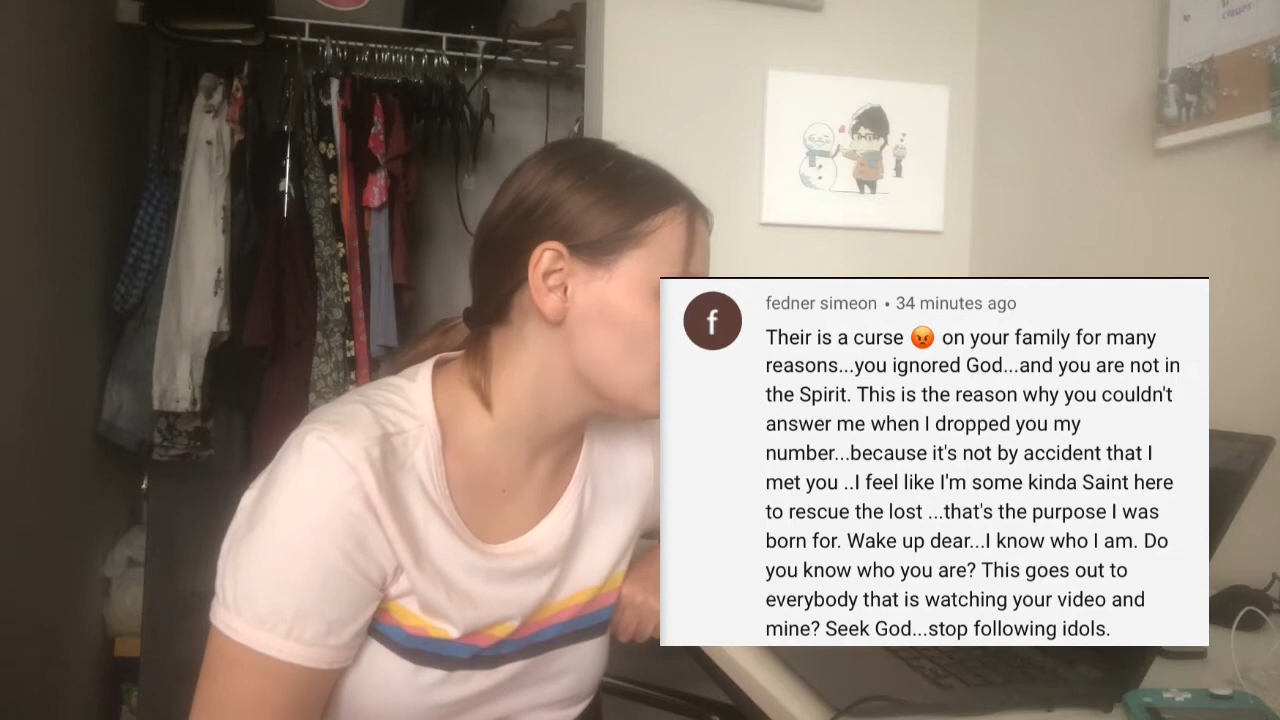 classes
f
fedner simeon • 34 minutes ago
Their is a curse 😡 on your family for many
reasons...you ignored God...and you are not in
the Spirit. This is the reason why you couldn't
answer me when I dropped you my
number...because it's not by accident that I
met you ..I feel like I'm some kinda Saint here
to rescue the lost ...that's the purpose I was
born for. Wake up dear...I know who I am. Do
you know who you are? This goes out to
everybody that is watching your video and
mine? Seek God...stop following idols.